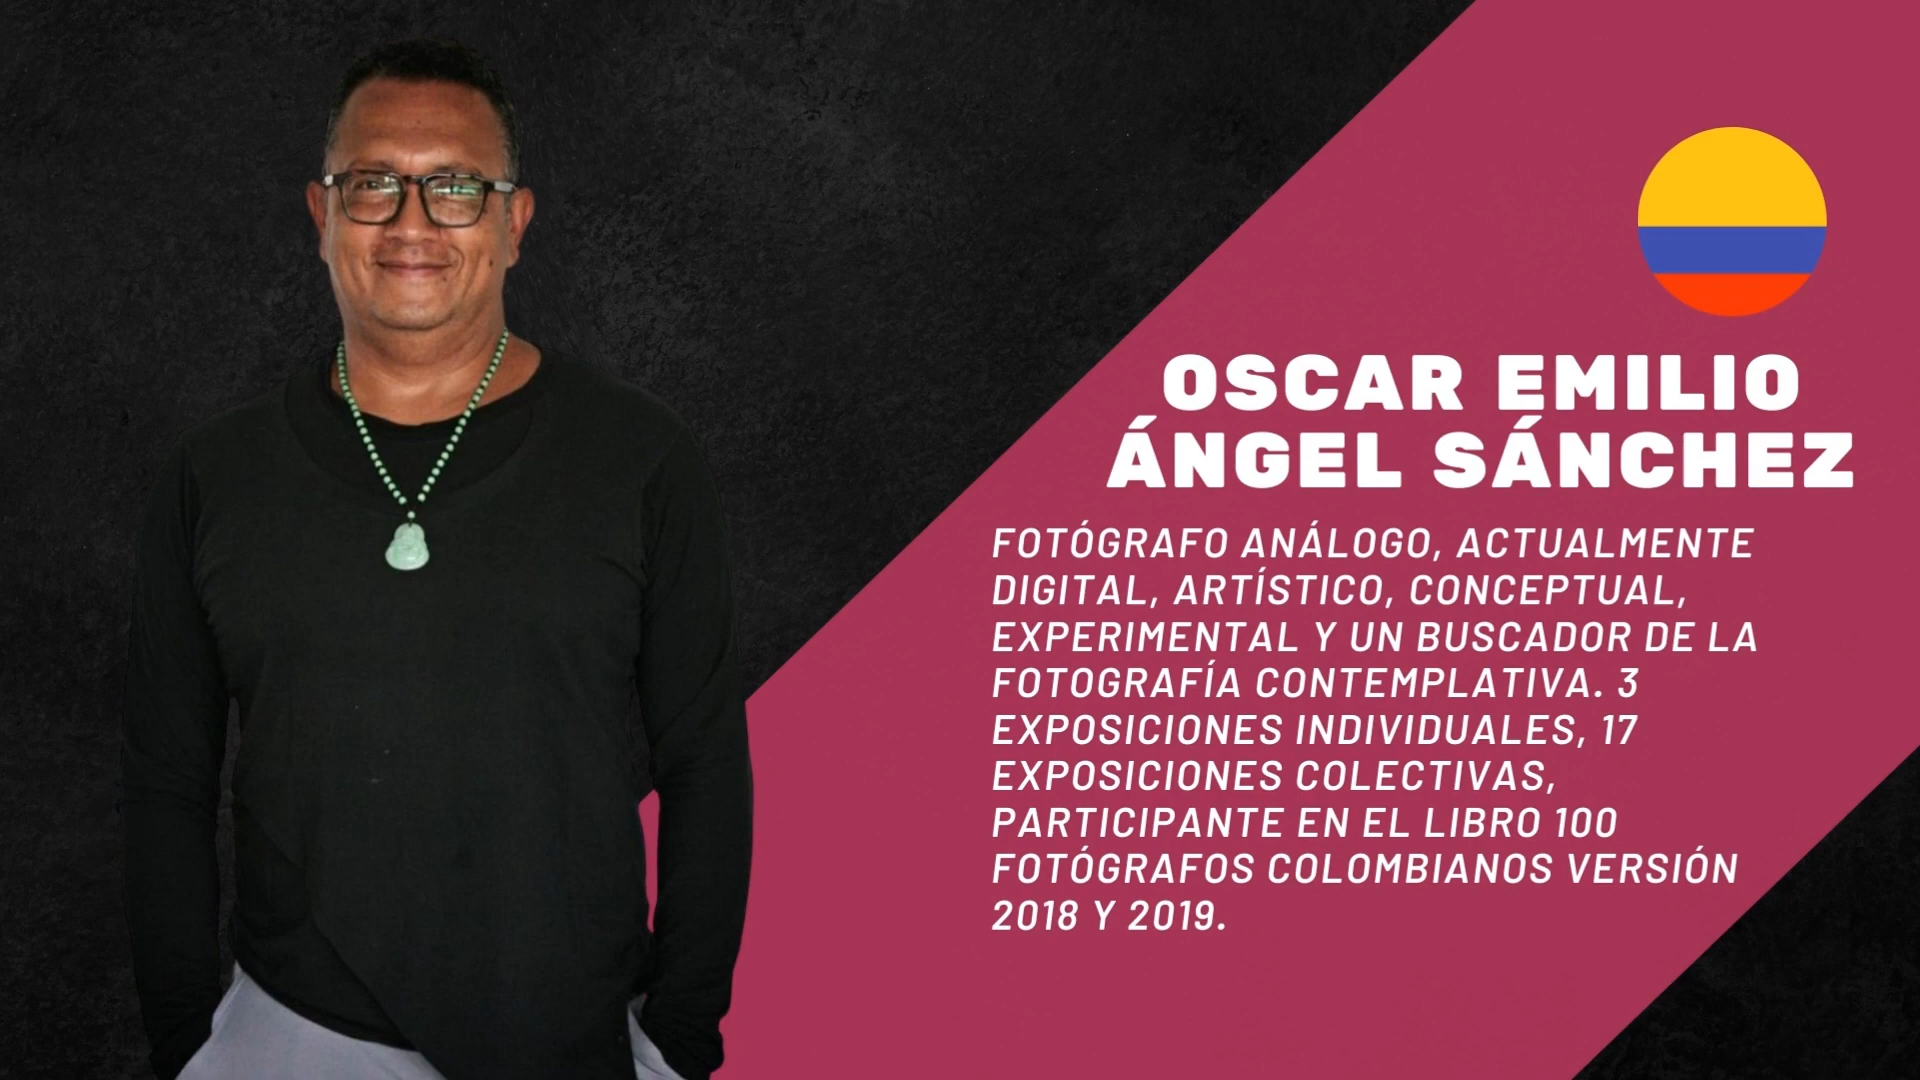 OSCAR EMILIO
ÁNGEL SÁNCHEZ
FOTÓGRAFO ANÁLOGO, ACTUALMENTE
DIGITAL, ARTÍSTICO, CONCEPTUAL,
EXPERIMENTAL Y UN BUSCADOR DE LA
FOTOGRAFÍA CONTEMPLATIVA. 3
EXPOSICIONES INDIVIDUALES, 17
EXPOSICIONES COLECTIVAS,
PARTICIPANTE EN EL LIBRO 100
FOTÓGRAFOS COLOMBIANOS VERSIÓN
2018 Y 2019.